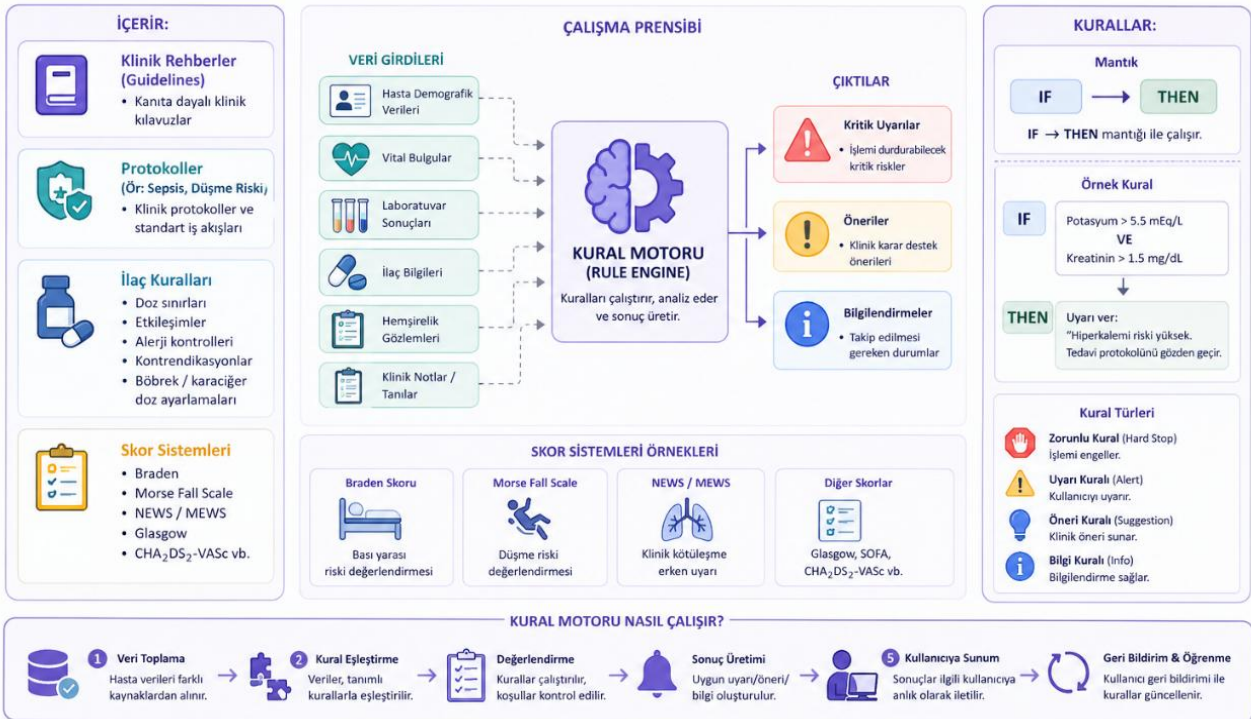 İÇERİR:
Klinik Rehberler
(Guidelines)
• Kanıta dayalı klinik
kılavuzlar
Protokoller
(Ör: Sepsis, Düşme Riski)
• Klinik protokoller ve
standart iş akışları
İlaç Kuralları
• Doz sınırları
• Etkileşimler
• Alerji kontrolleri
• Kontrendikasyonlar
• Böbrek / karaciğer
doz ayarlamaları
Skor Sistemleri
• Braden
• Morse Fall Scale
• NEWS / MEWS
• Glasgow
• CHA₂DS₂-VASc vb.
ÇALIŞMA PRENSİBİ
VERİ GİRDİLERİ
Hasta Demografik
Verileri
Vital Bulgular
Laboratuvar
Sonuçları
İlaç Bilgileri
Hemşirelik
Gözlemleri
Klinik Notlar /
Tanılar
KURAL MOTORU
(RULE ENGINE)
Kuralları çalıştırır, analiz eder
ve sonuç üretir.
ÇIKTILAR
Kritik Uyarılar
• İşlemi durdurabilecek
kritik riskler
Öneriler
• Klinik karar destek
önerileri
Bilgilendirmeler
• Takip edilmesi
gereken durumlar
SKOR SİSTEMLERİ ÖRNEKLERİ
Braden Skoru
Bası yarası
riski değerlendirmesi
Morse Fall Scale
Düşme riski
değerlendirmesi
NEWS / MEWS
Klinik kötüleşme
erken uyarı
Diğer Skorlar
Glasgow, SOFA,
CHA₂DS₂-VASc vb.
KURALLAR:
Mantık
IF → THEN
IF → THEN mantığı ile çalışır.
Örnek Kural
IF
Potasyum > 5.5 mEq/L
VE
Kreatinin > 1.5 mg/dL
THEN
Uyarı ver:
"Hiperkalemi riski yüksek.
Tedavi protokolünü gözden geçir.
Kural Türleri
Zorunlu Kural (Hard Stop)
İşlemi engeller.
Uyarı Kuralı (Alert)
Kullanıcıyı uyarır.
Öneri Kuralı (Suggestion)
Klinik öneri sunar.
Bilgi Kuralı (Info)
Bilgilendirme sağlar.
KURAL MOTORU NASIL ÇALIŞIR?
1 Veri Toplama
Hasta verileri farklı
kaynaklardan alınır.
2 Kural Eşleştirme
Veriler, tanımlı
kurallarla eşleştirilir.
Değerlendirme
Kurallar çalıştırılır,
koşullar kontrol edilir.
Sonuç Üretimi
Uygun uyarı/öneri/
bilgi oluşturulur.
5 Kullanıcıya Sunum
Sonuçlar ilgili kullanıcıya
anlık olarak iletilir.
Geri Bildirim & Öğrenme
Kullanıcı geri bildirimi ile
kurallar güncellenir.